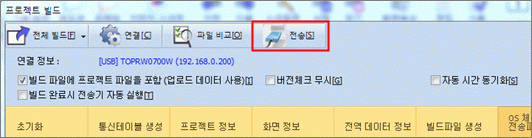 프로젝트 빌드
전체 빌드[F] 연결[C] 파일 비교[O] 전송[S]
연결 정보 : [USB] TOPRW0700W (192.168.0.200)
빌드 파일에 프로젝트 파일을 포함 (업로드 데이터 사용)[I] 버전체크 무시[G] 자동 시간 동기화[S]
빌드 완료시 전송기 자동 실행[T]
초기화 통신테이블 생성 프로젝트 정보 화면 정보 전역 데이터 정보 빌드파일 생성 OS 체
전송파